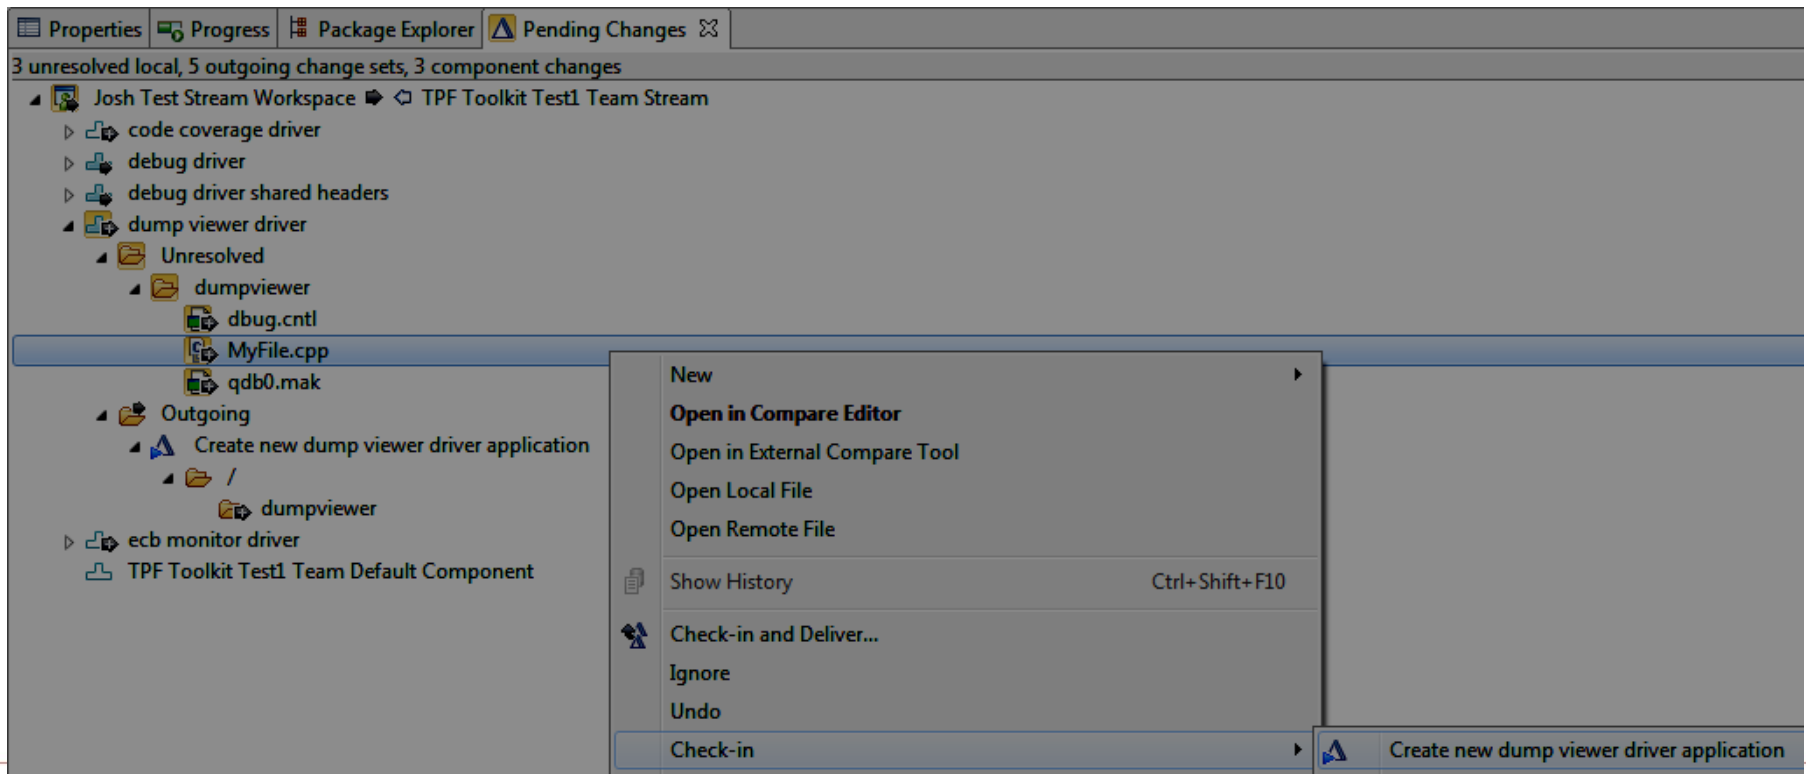 Properties Progress Package Explorer Pending Changes
3 unresolved local, 5 outgoing change sets, 3 component changes
Josh Test Stream Workspace TPF Toolkit Test1 Team Stream
code coverage driver
debug driver
debug driver shared headers
dump viewer driver
Unresolved
dumpviewer
dbug.cntl
MyFile.cpp
qdb0.mak
Outgoing
Create new dump viewer driver application
/
dumpviewer
ecb monitor driver
TPF Toolkit Test1 Team Default Component
New
Open in Compare Editor
Open in External Compare Tool
Open Local File
Open Remote File
Show History Ctrl+Shift+F10
Check-in and Deliver...
Ignore
Undo
Check-in
Create new dump viewer driver application